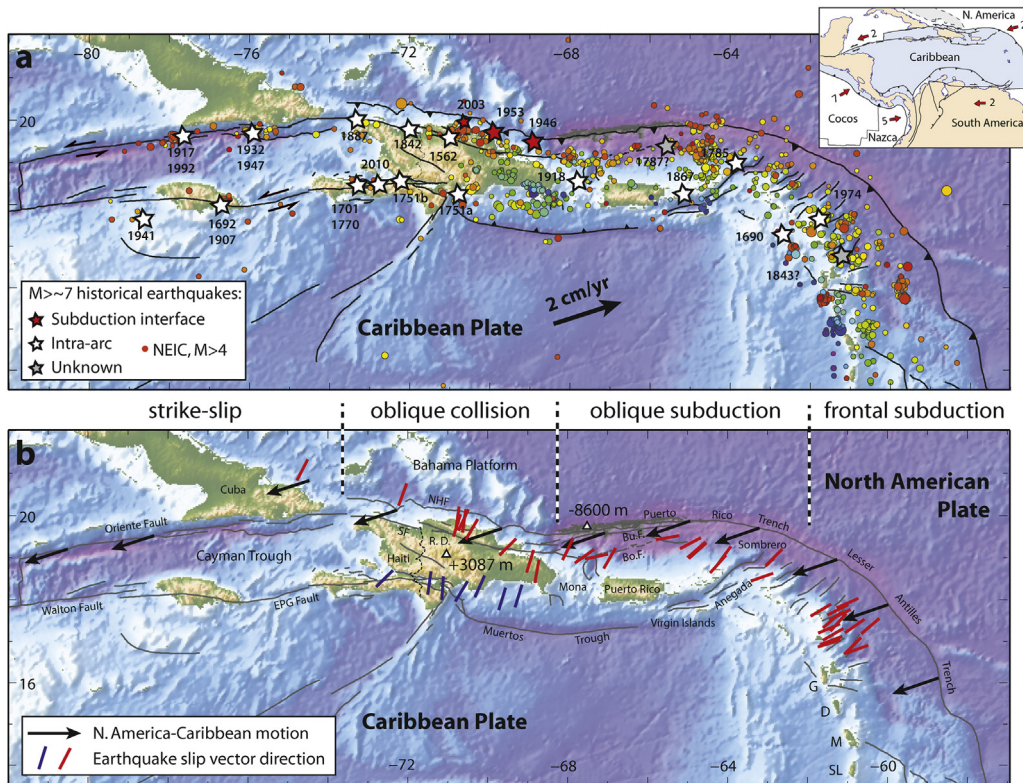 a
−80
−76
−72
−68
−64
−60
20
N. America
2
Caribbean
2
7
Cocos
5
Nazca
2
South America
2003
1953
1946
1887
1842
1562
1917
1992
1932
1947
2010
1918
1787?
1785
1867
1974
1751b
1751a
1701
1770
1692
1907
1941
1690
1843?
2 cm/yr
Caribbean Plate
M>~7 historical earthquakes:
Subduction interface
Intra-arc
NEIC, M>4
Unknown
strike-slip
oblique collision
oblique subduction
frontal subduction
b
North American
Plate
Bahama Platform
Cuba
NHF
-8600 m
20
Oriente Fault
SF
R. D.
Puerto
Rico
Trench
Bu.F.
Bo.F.
Sombrero
Cayman Trough
Haiti
+3087 m
Lesser
Mona
Puerto Rico
Anegada
Walton Fault
EPG Fault
Virgin Islands
Antilles
Muertos
Trough
Trench
16
G
D
M
SL
Caribbean Plate
N. America-Caribbean motion
Earthquake slip vector direction
−72
−68
−64
−60